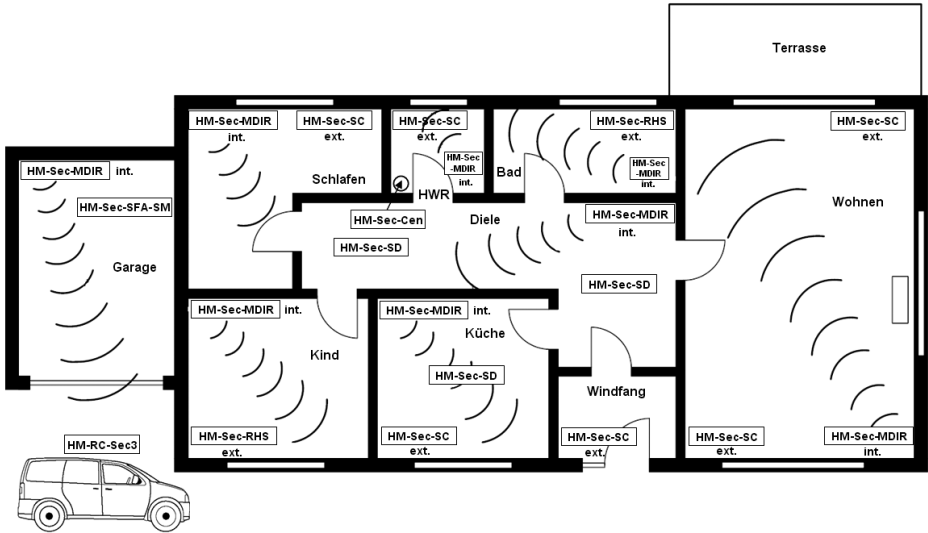 Terrasse
HM-Sec-MDIR
int.
HM-Sec-SC
ext.
HM-Sec-SC
ext.
HM-Sec-RHS
ext.
HM-Sec-SC
ext.
HM-Sec
-MDIR
int.
HM-Sec
-MDIR
int.
HM-Sec-MDIR int.
Schlafen
HWR
Bad
Wohnen
HM-Sec-SFA-SM
HM-Sec-Cen
Diele
HM-Sec-MDIR
int.
HM-Sec-SD
Garage
HM-Sec-SD
HM-Sec-MDIR int.
HM-Sec-MDIR int.
Küche
Kind
HM-Sec-SD
Windfang
HM-RC-Sec3
HM-Sec-RHS
ext.
HM-Sec-SC
ext.
HM-Sec-SC
ext.
HM-Sec-SC
ext.
HM-Sec-MDIR
int.